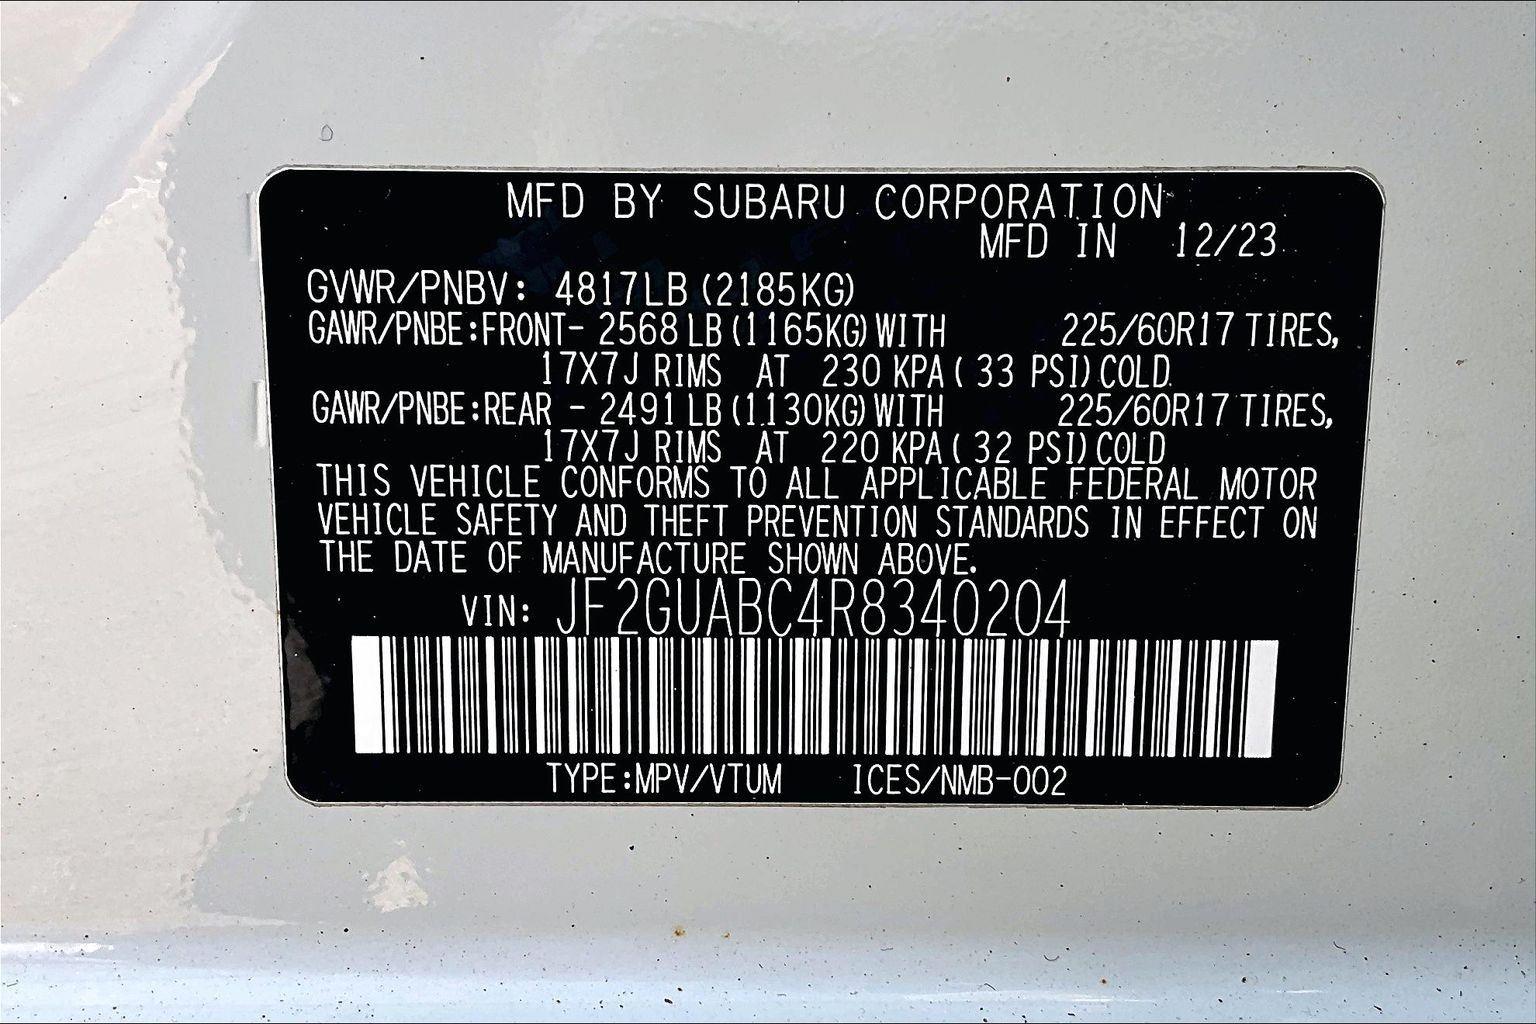 MFD BY SUBARU CORPORATION
MFD IN 12/23
GVWR/PNBV: 4817LB (2185KG)
GAWR/PNBE:FRONT- 2568 LB (1165KG) WITH 225/60R17 TIRES,
17X7J RIMS AT 230 KPA ( 33 PSI) COLD
GAWR/PNBE:REAR - 2491 LB (1130KG) WITH 225/60R17 TIRES,
17X7J RIMS AT 220 KPA ( 32 PSI) COLD
THIS VEHICLE CONFORMS TO ALL APPLICABLE FEDERAL MOTOR
VEHICLE SAFETY AND THEFT PREVENTION STANDARDS IN EFFECT ON
THE DATE OF MANUFACTURE SHOWN ABOVE.
VIN: JF2GUABC4R8340204
TYPE:MPV/VTUM ICES/NMB-002